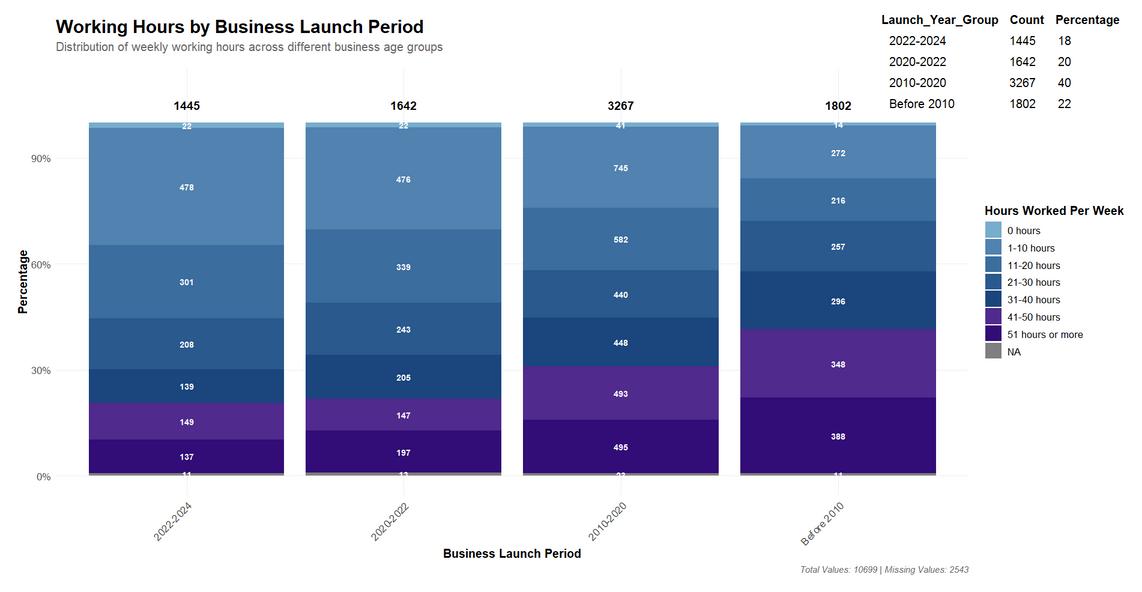 Working Hours by Business Launch Period
Distribution of weekly working hours across different business age groups
Launch_Year_Group Count Percentage
2022-2024 1445 18
2020-2022 1642 20
2010-2020 3267 40
Before 2010 1802 22
1445 1642 3267 1802
22 22 41 14
478 476 745 272
301 339 582 216
208 243 440 257
139 205 448 296
149 147 493 348
137 197 495 388
11 13 23 11
90%
60%
30%
0%
Percentage
2022-2024
2020-2022
2010-2020
Before 2010
Business Launch Period
Hours Worked Per Week
0 hours
1-10 hours
11-20 hours
21-30 hours
31-40 hours
41-50 hours
51 hours or more
NA
Total Values: 10699 | Missing Values: 2543